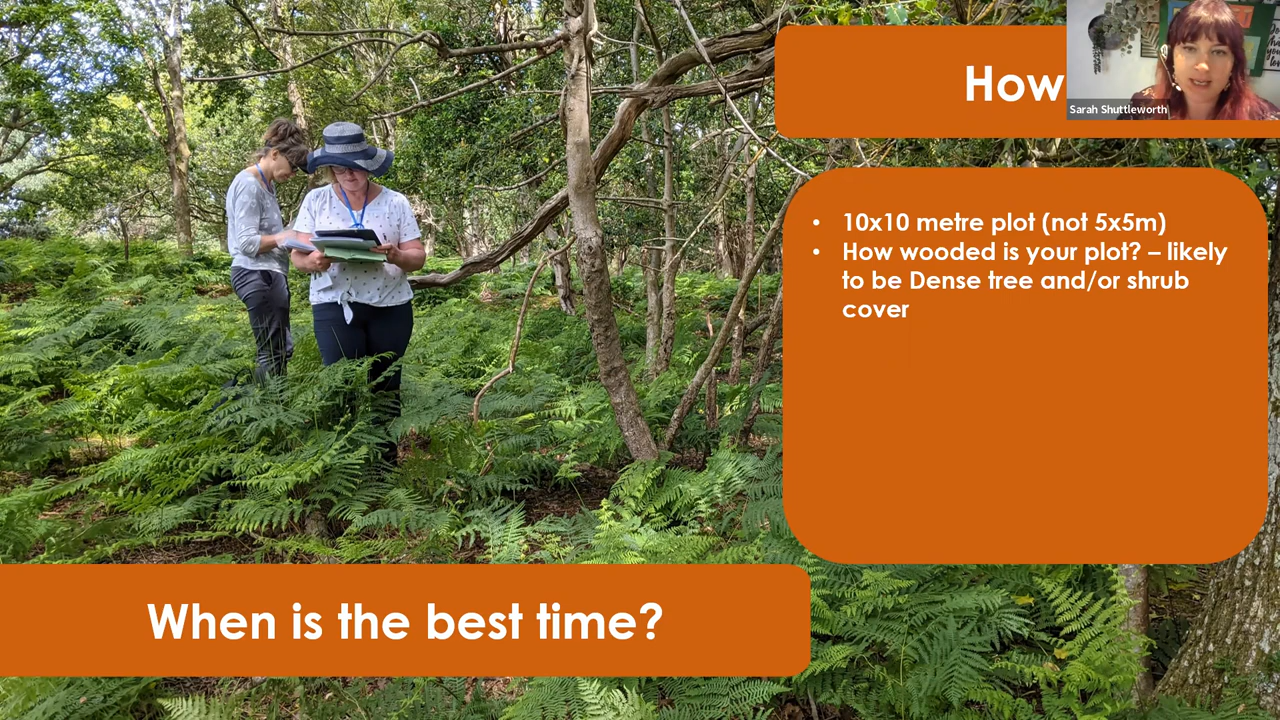 How
Sarah Shuttleworth
• 10x10 metre plot (not 5x5m)
• How wooded is your plot? – likely
to be Dense tree and/or shrub
cover
When is the best time?